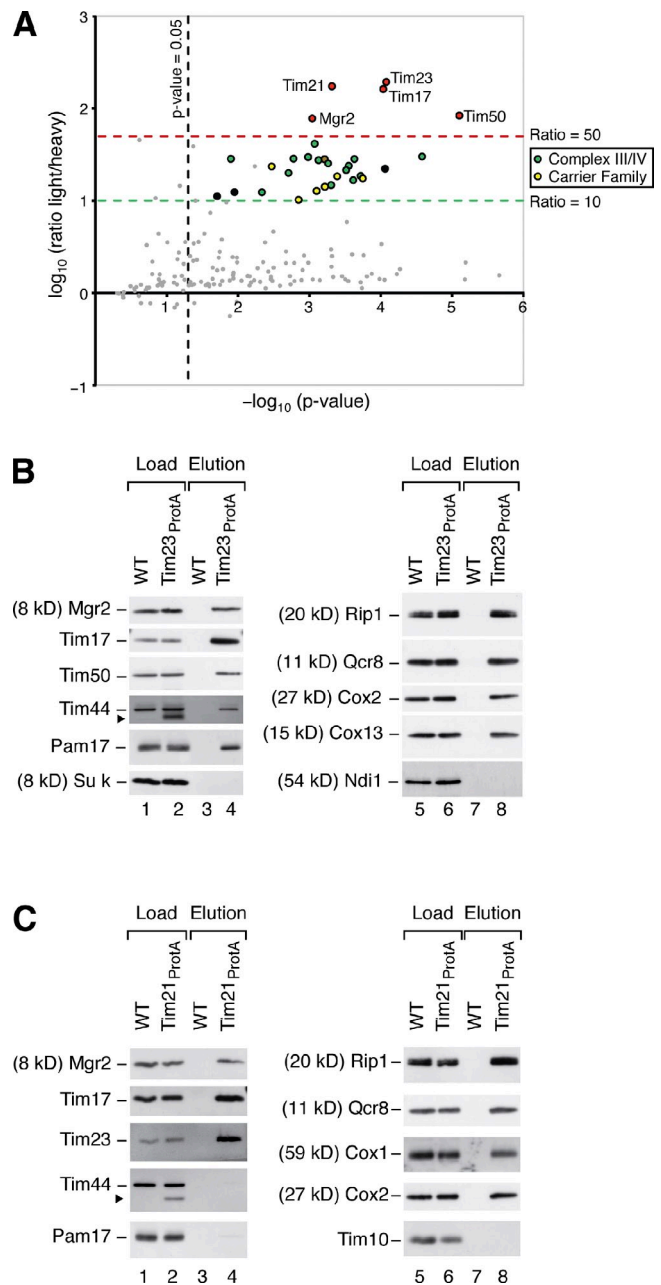 A
3
2
1
0
−1
log10 (ratio light/heavy)
p-value = 0.05
Tim21
Tim23
Tim17
Mgr2
Tim50
Ratio = 50
Complex III/IV
Carrier Family
Ratio = 10
1 2 3 4 5 6
−log10 (p-value)
B
Load Elution
WT Tim23ProtA WT Tim23ProtA
(8 kD) Mgr2
Tim17
Tim50
Tim44
Pam17
(8 kD) Su k
1 2 3 4
Load Elution
WT Tim23ProtA WT Tim23ProtA
(20 kD) Rip1
(11 kD) Qcr8
(27 kD) Cox2
(15 kD) Cox13
(54 kD) Ndi1
5 6 7 8
C
Load Elution
WT Tim21ProtA WT Tim21ProtA
(8 kD) Mgr2
Tim17
Tim23
Tim44
Pam17
1 2 3 4
Load Elution
WT Tim21ProtA WT Tim21ProtA
(20 kD) Rip1
(11 kD) Qcr8
(59 kD) Cox1
(27 kD) Cox2
Tim10
5 6 7 8